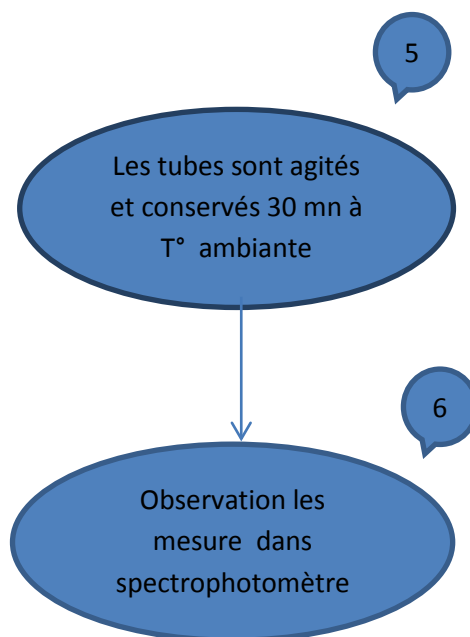 5
Les tubes sont agités
et conservés 30 mn à
T° ambiante
6
Observation les
mesure dans
spectrophotomètre